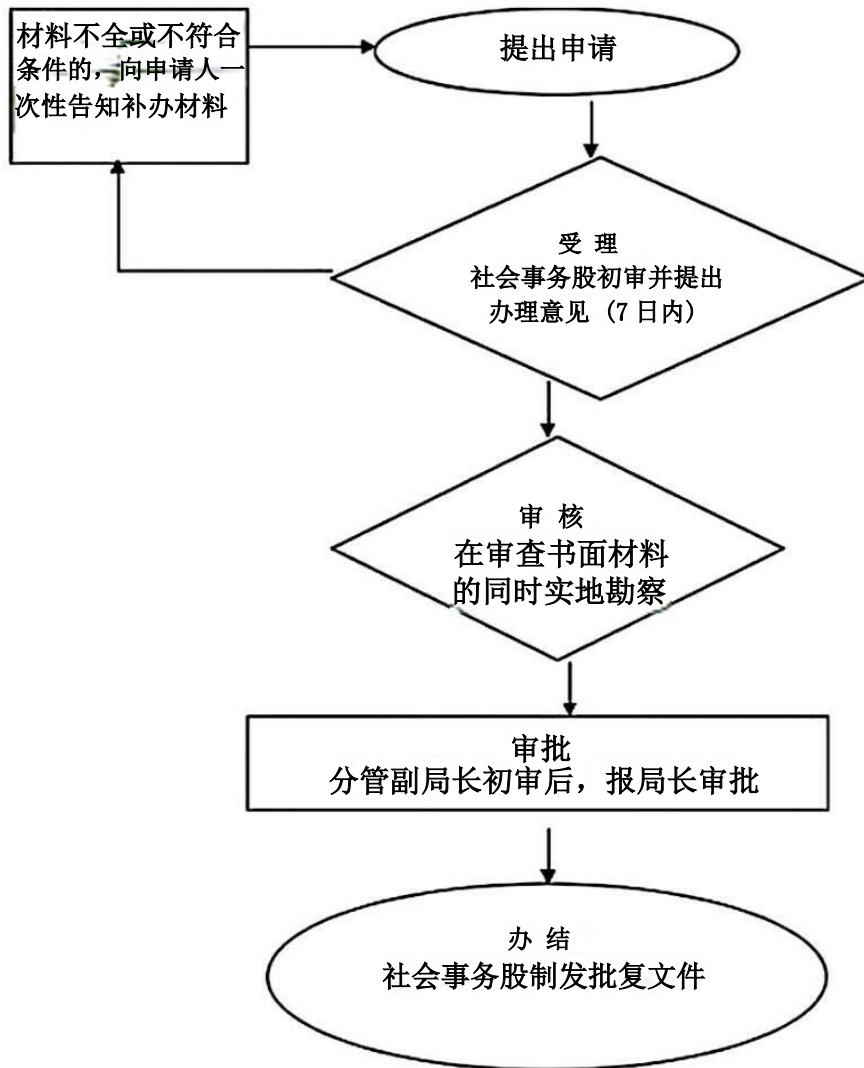 材料不全或不符合
条件的，向申请人一
次性告知补办材料
提出申请
受 理
社会事务股初审并提出
办理意见（7 日内）
审 核
在审查书面材料
的同时实地勘察
审批
分管副局长初审后，报局长审批
办 结
社会事务股制发批复文件